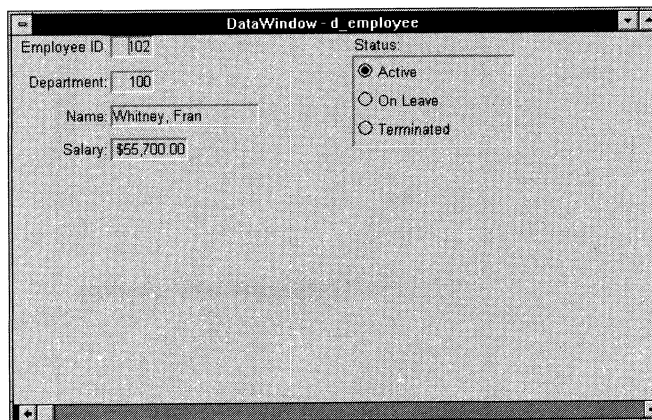 DataWindow - d_employee
Employee ID 102
Department: 100
Name: Whitney, Fran
Salary: $55,700.00
Status:
Active
On Leave
Terminated